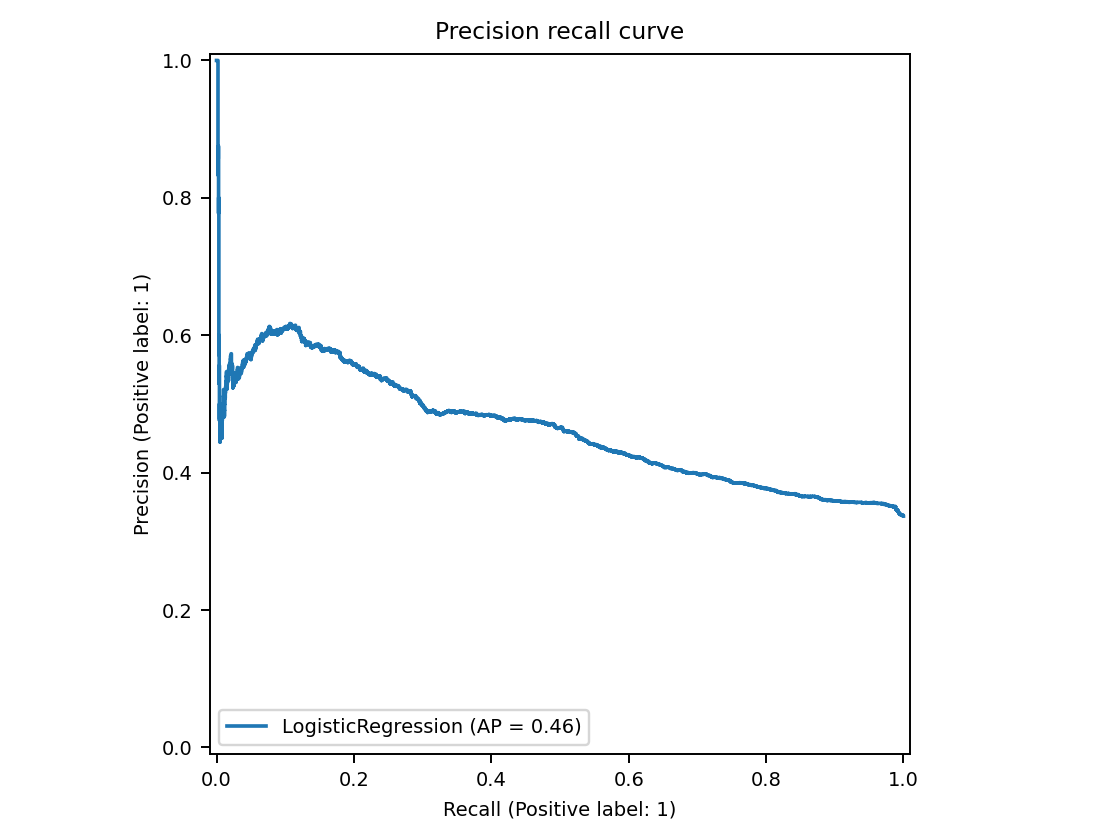 Precision recall curve
1.0
0.8
0.6
0.4
0.2
0.0
Precision (Positive label: 1)
LogisticRegression (AP = 0.46)
0.0 0.2 0.4 0.6 0.8 1.0
Recall (Positive label: 1)